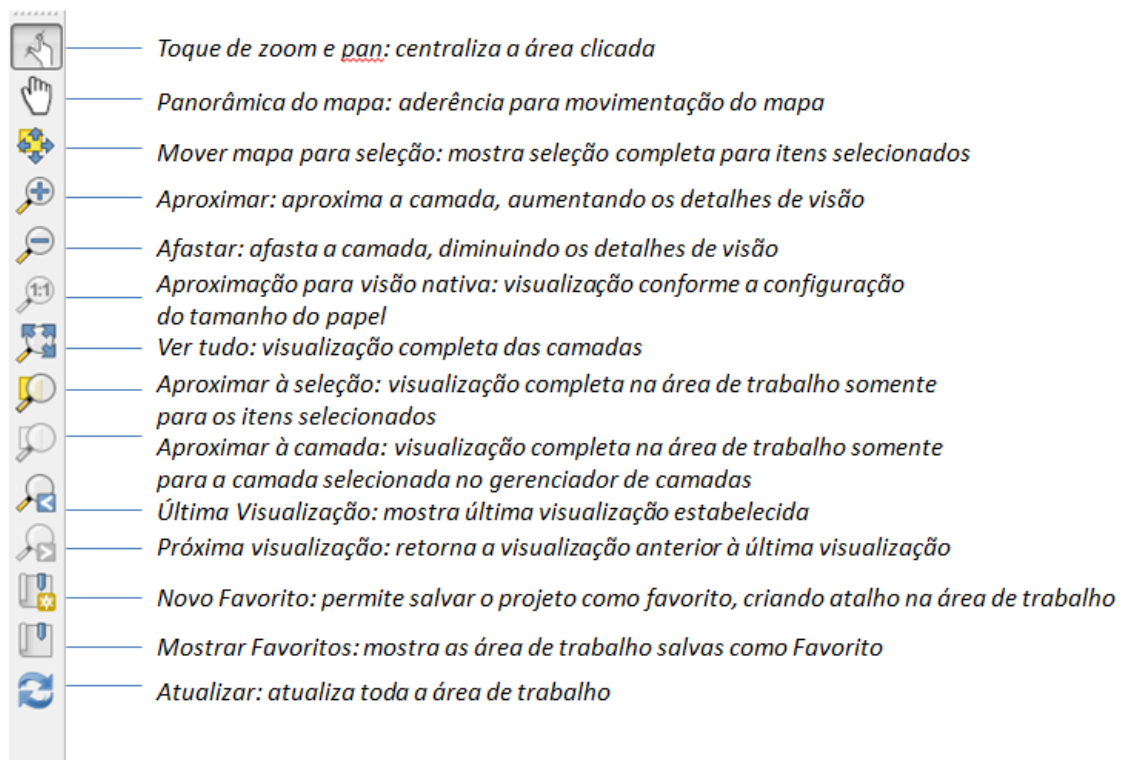 Toque de zoom e pan: centraliza a área clicada
Panorâmica do mapa: aderência para movimentação do mapa
Mover mapa para seleção: mostra seleção completa para itens selecionados
Aproximar: aproxima a camada, aumentando os detalhes de visão
Afastar: afasta a camada, diminuindo os detalhes de visão
1:1
Aproximação para visão nativa: visualização conforme a configuração
do tamanho do papel
Ver tudo: visualização completa das camadas
Aproximar à seleção: visualização completa na área de trabalho somente
para os itens selecionados
Aproximar à camada: visualização completa na área de trabalho somente
para a camada selecionada no gerenciador de camadas
Última Visualização: mostra última visualização estabelecida
Próxima visualização: retorna a visualização anterior à última visualização
Novo Favorito: permite salvar o projeto como favorito, criando atalho na área de trabalho
Mostrar Favoritos: mostra as área de trabalho salvas como Favorito
Atualizar: atualiza toda a área de trabalho